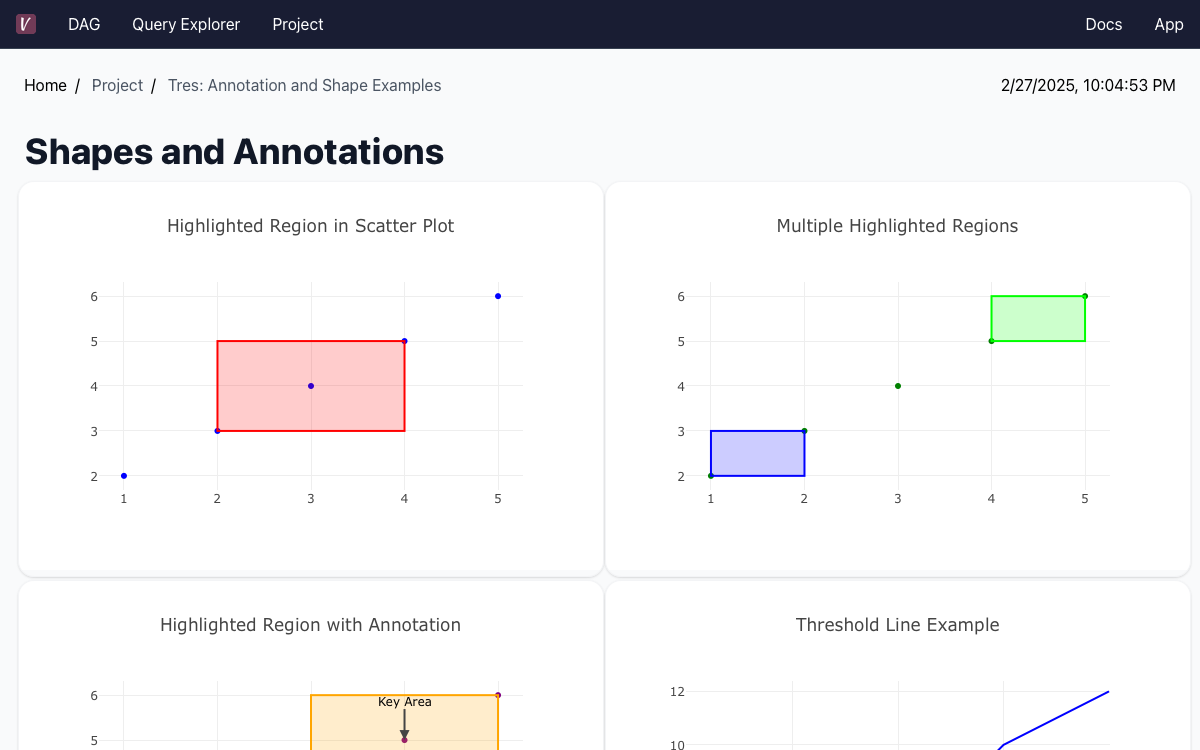 V DAG Query Explorer Project Docs App
Home / Project / Tres: Annotation and Shape Examples 2/27/2025, 10:04:53 PM
Shapes and Annotations
Highlighted Region in Scatter Plot
6
5
4
3
2
1 2 3 4 5
Multiple Highlighted Regions
6
5
4
3
2
1 2 3 4 5
Highlighted Region with Annotation
6
Key Area
5
Threshold Line Example
12
10